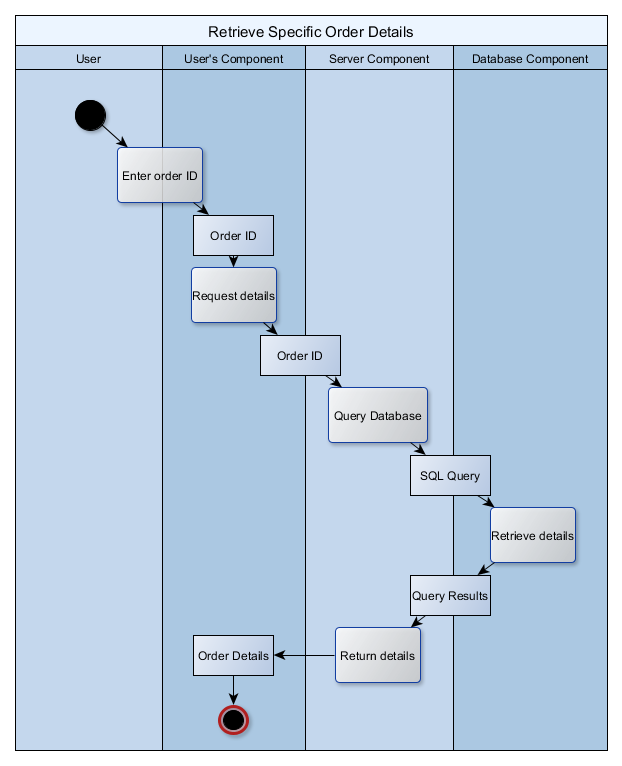 Retrieve Specific Order Details
User
User's Component
Server Component
Database Component
Enter order ID
Order ID
Request details
Order ID
Query Database
SQL Query
Retrieve details
Query Results
Order Details
Return details